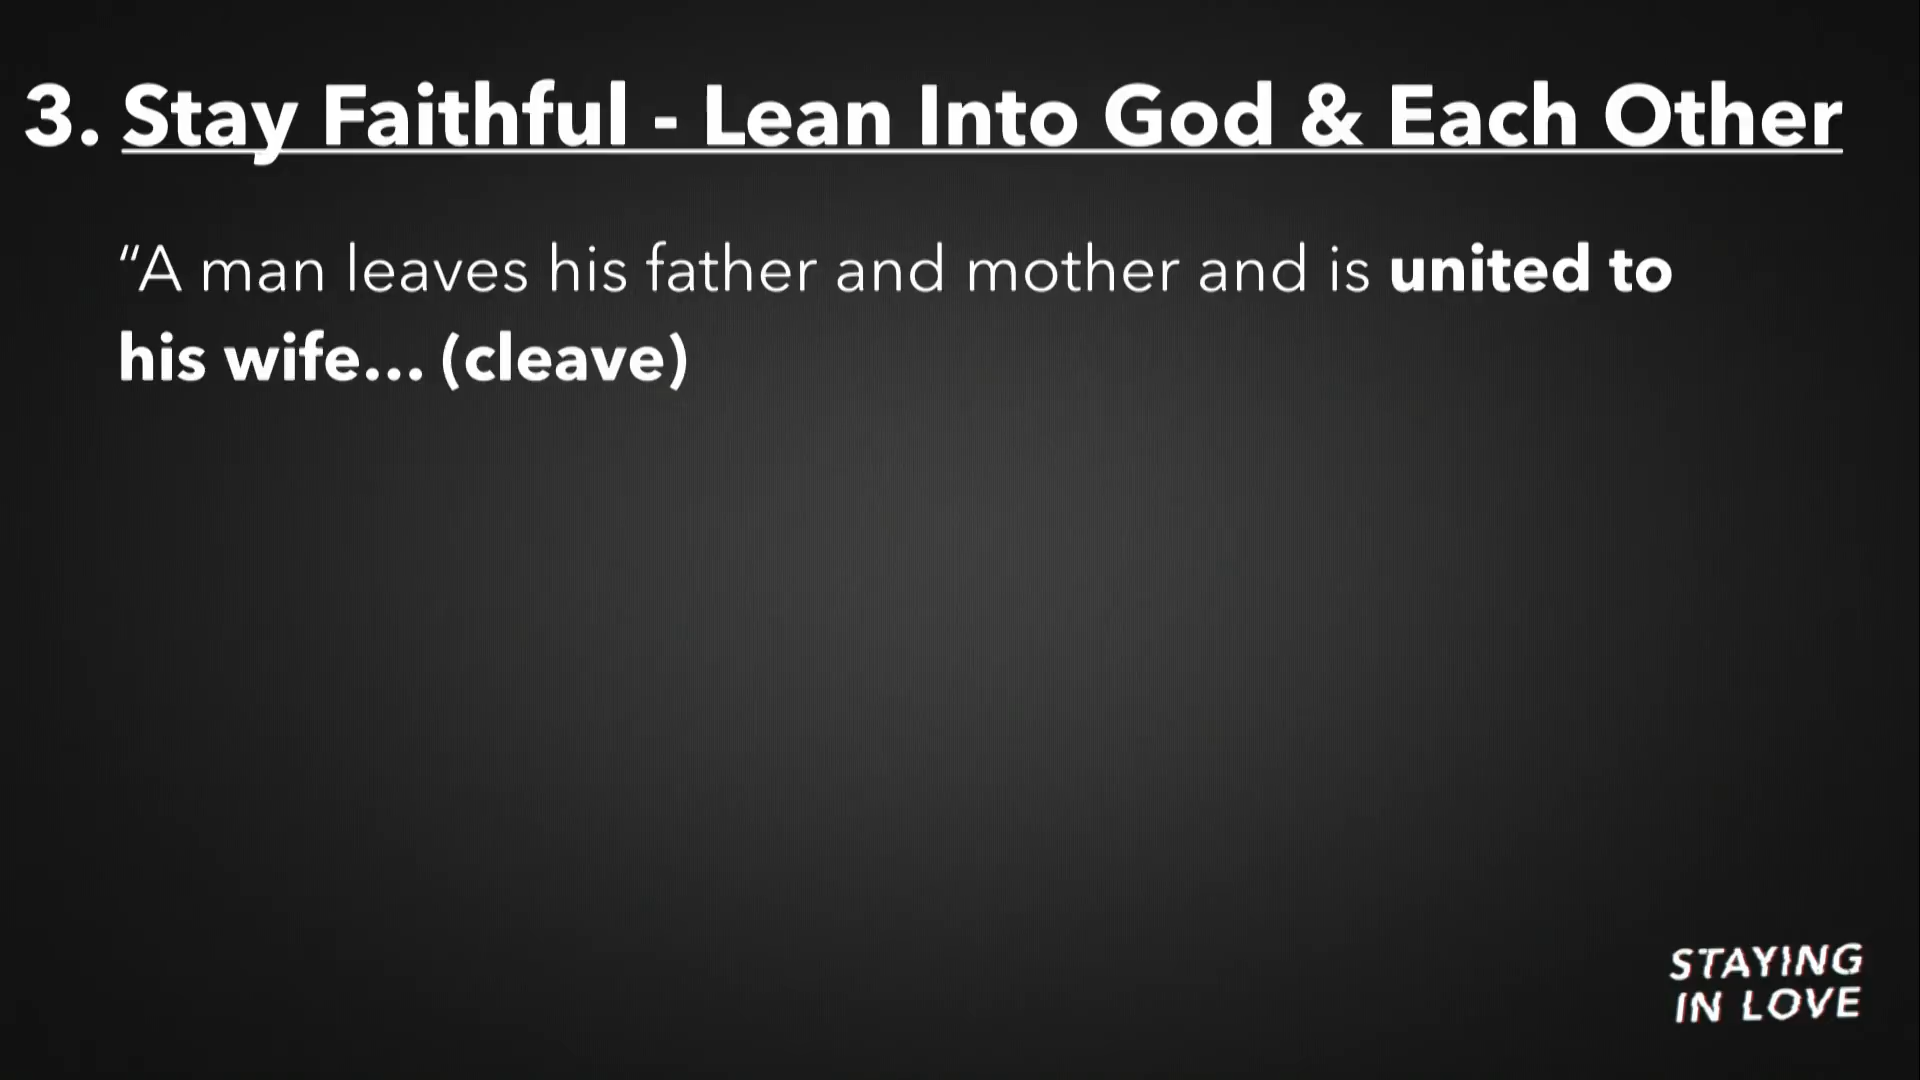 3. Stay Faithful - Lean Into God & Each Other
“A man leaves his father and mother and is united to
his wife... (cleave)
STAYING
IN LOVE